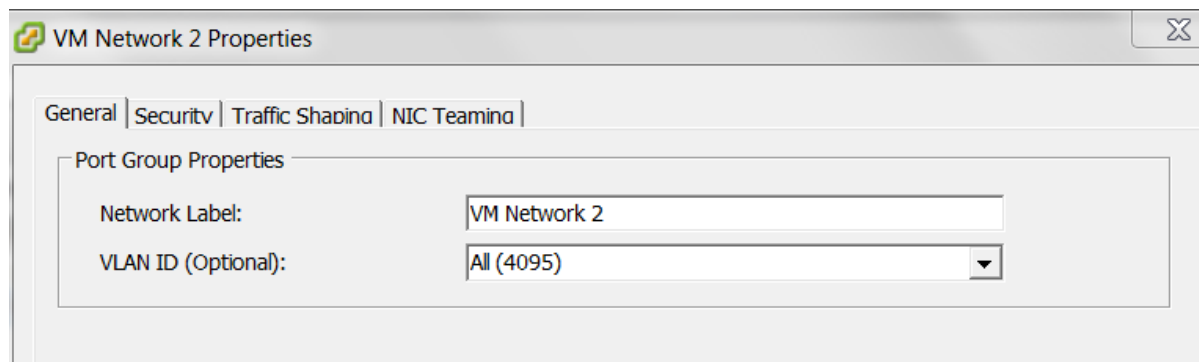 VM Network 2 Properties
General Security Traffic Shaping NIC Teaming
Port Group Properties
Network Label: VM Network 2
VLAN ID (Optional): All (4095)